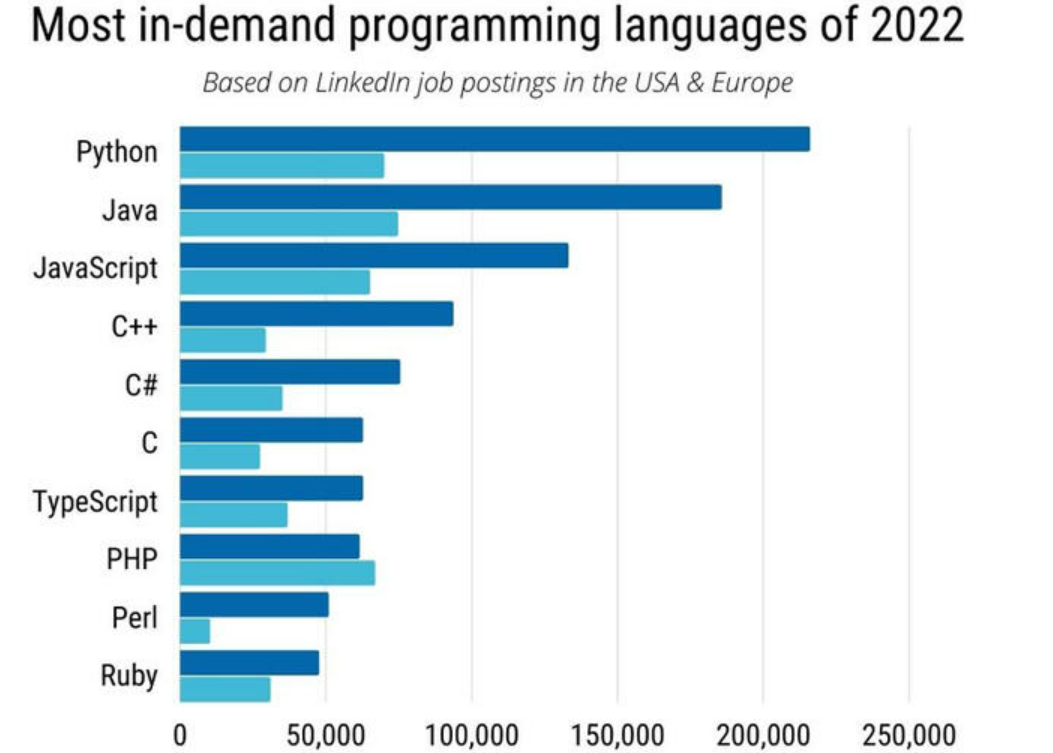 Most in-demand programming languages of 2022
Based on LinkedIn job postings in the USA & Europe
Python
Java
JavaScript
C++
C#
C
TypeScript
PHP
Perl
Ruby
0 50,000 100,000 150,000 200,000 250,000